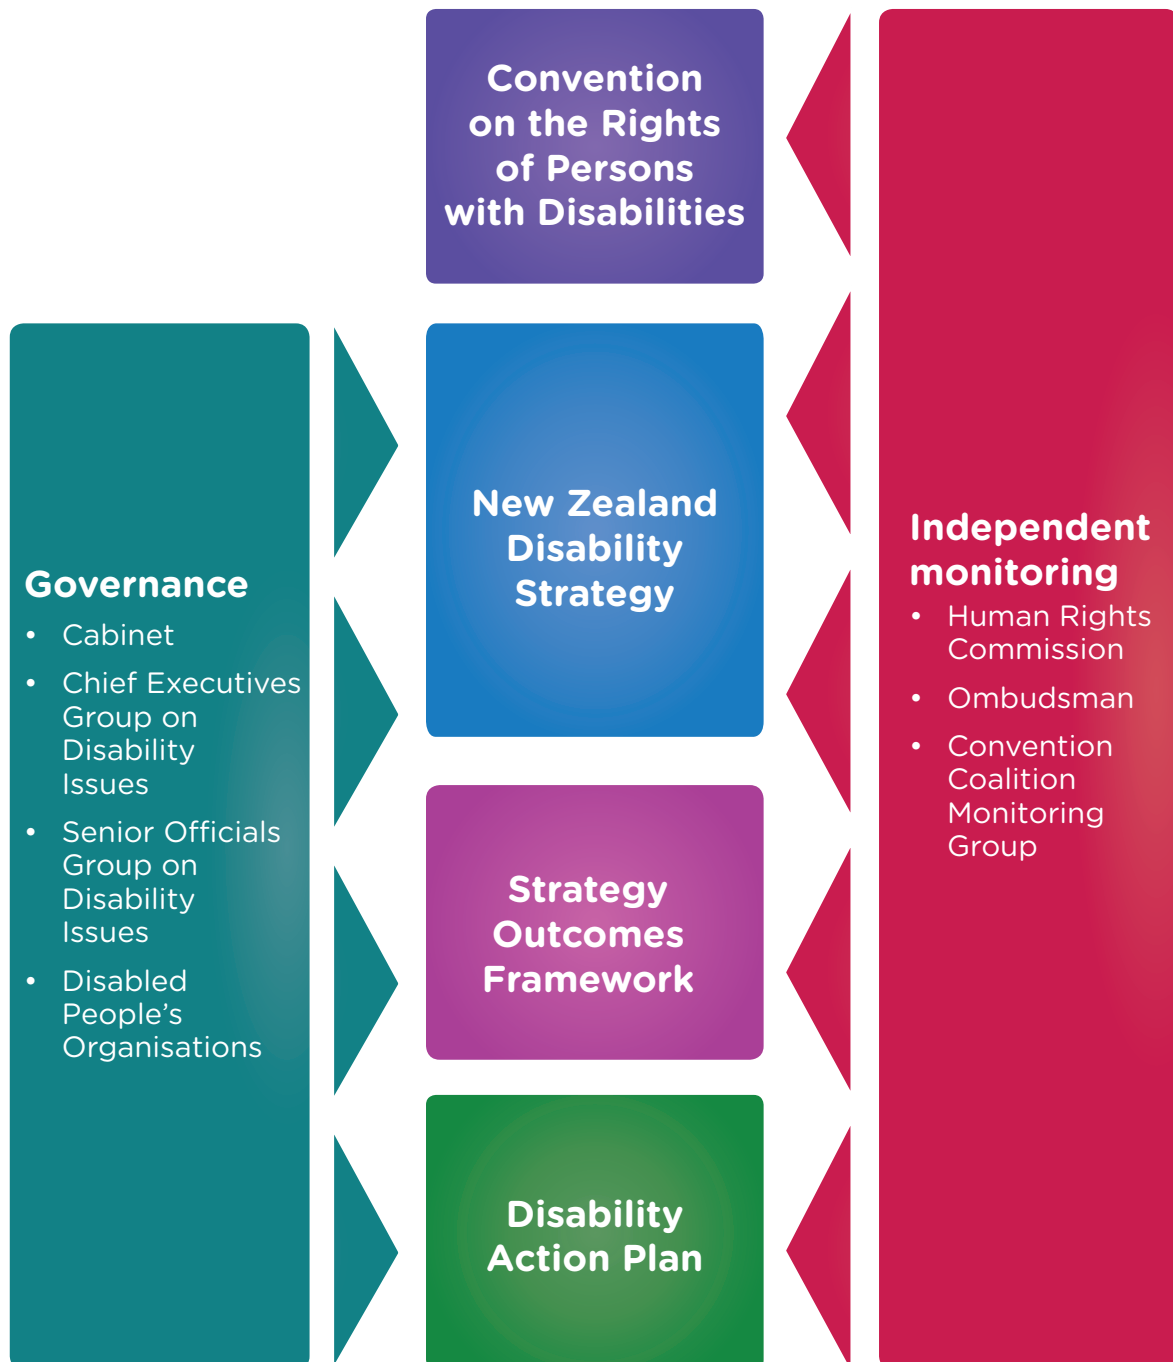 Convention
on the Rights
of Persons
with Disabilities
Governance
• Cabinet
• Chief Executives
Group on
Disability
Issues
• Senior Officials
Group on
Disability
Issues
• Disabled
People’s
Organisations
New Zealand
Disability
Strategy
Strategy
Outcomes
Framework
Disability
Action Plan
Independent
monitoring
• Human Rights
Commission
• Ombudsman
• Convention
Coalition
Monitoring
Group